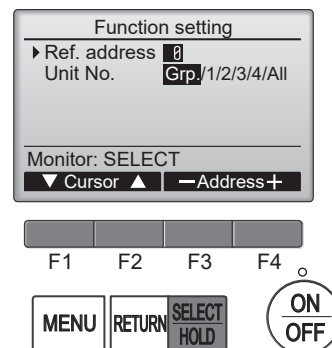 Function setting
Ref. address 0
Unit No. Grp./1/2/3/4/All
Monitor: SELECT
▼ Cursor ▲ −Address+
F1 F2 F3 F4
MENU RETURN SELECT HOLD ON OFF